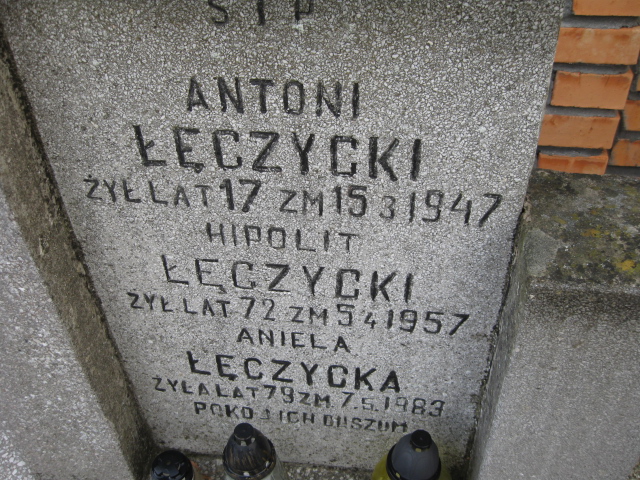 Ś I P
ANTONI
ŁĘCZYCKI
ŻYŁ LAT 17 ZM 15 3 1947
HIPOLIT
ŁĘCZYCKI
ŻYŁ LAT 72 ZM 5 4 1957
ANIELA
ŁĘCZYCKA
ŻYŁA LAT 79 ZM. 7.5.1983
POKÓJ ICH DUSZOM